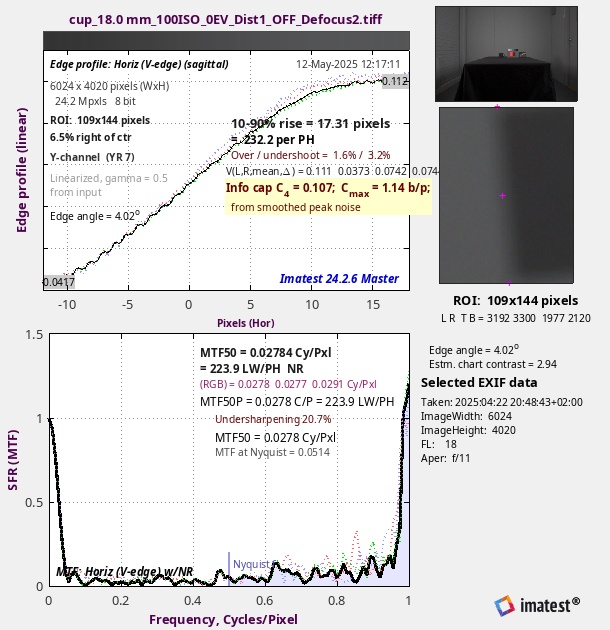 cup_18.0 mm_100ISO_0EV_Dist1_OFF_Defocus2.tiff
Edge profile: Horiz (V-edge) (sagittal)
12-May-2025 12:17:11
6024 x 4020 pixels (WxH)
24.2 Mpxls   8 bit
ROI: 109x144 pixels
6.5% right of ctr
Y-channel  (YR 7)
Linearized, gamma = 0.5
from input
Edge angle = 4.02⁰
0.112
10-90% rise = 17.31 pixels
= 232.2 per PH
Over / undershoot =  1.6% /  3.2%
V(L,R,mean,Δ) = 0.111  0.0373  0.0742  0.074
Info cap C₄ = 0.107;  Cmax = 1.14 b/p;
from smoothed peak noise
0.0417
Imatest 24.2.6 Master
Edge profile (linear)
-10 -5 0 5 10 15
Pixels (Hor)
ROI:  109x144 pixels
L R  T B = 3192 3300  1977 2120
Edge angle = 4.02⁰
Estm. chart contrast = 2.94
Selected EXIF data
Taken: 2025:04:22 20:48:43+02:00
ImageWidth:  6024
ImageHeight:  4020
FL:   18
Aper:  f/11
SFR (MTF)
1.5
1
0.5
0
MTF50 = 0.02784 Cy/Pxl
= 223.9 LW/PH  NR
(RGB) = 0.0278  0.0277  0.0291 Cy/Pxl
MTF50P = 0.0278 C/P = 223.9 LW/PH
Undersharpening 20.7%
MTF50 = 0.0278 Cy/Pxl
MTF at Nyquist = 0.0514
Nyquist
MTF  Horiz (V-edge) w/NR
0 0.2 0.4 0.6 0.8 1
Frequency, Cycles/Pixel
imatest®